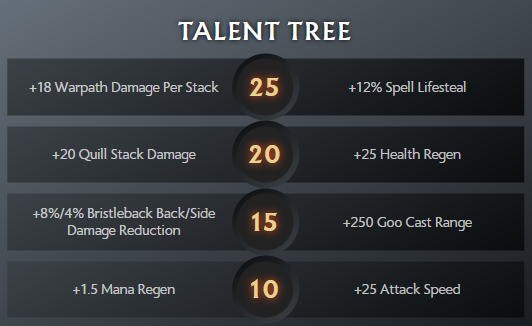 TALENT TREE
+18 Warpath Damage Per Stack 25 +12% Spell Lifesteal
+20 Quill Stack Damage 20 +25 Health Regen
+8%/4% Bristleback Back/Side
Damage Reduction 15 +250 Goo Cast Range
+1.5 Mana Regen 10 +25 Attack Speed